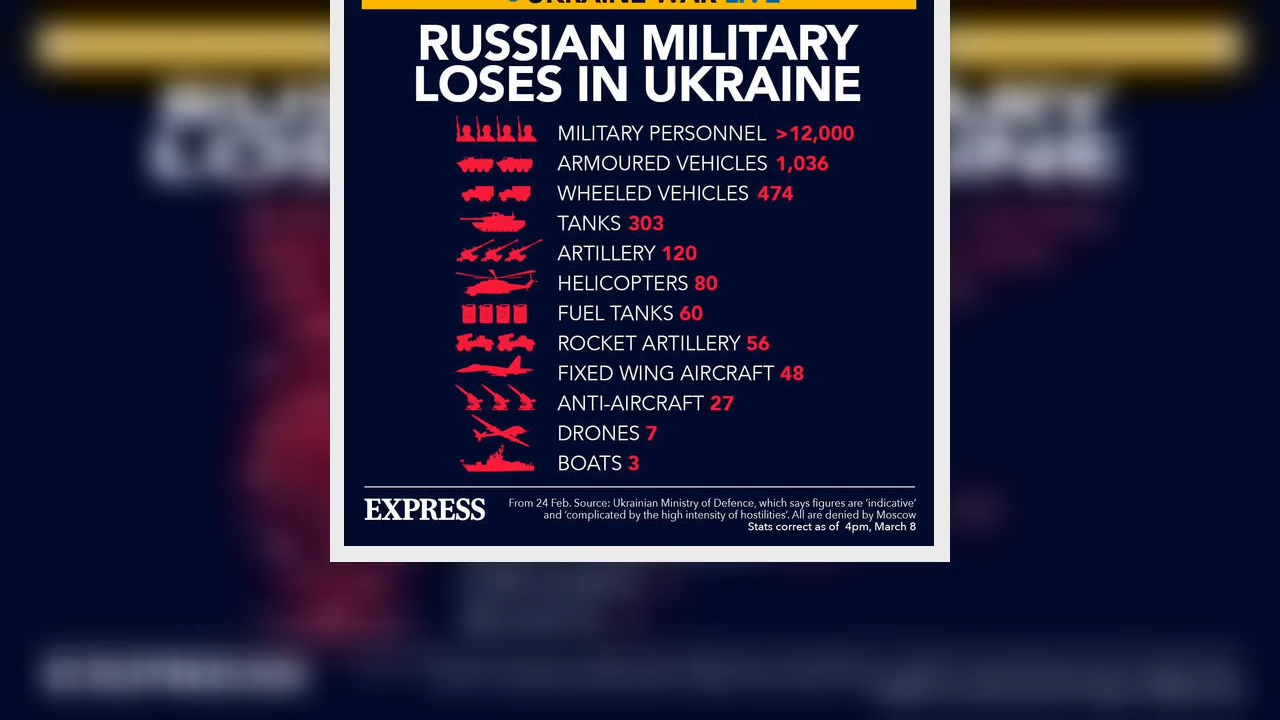 UKRAINE WAR LIVE
RUSSIAN MILITARY
LOSES IN UKRAINE
MILITARY PERSONNEL >12,000
ARMOURED VEHICLES 1,036
WHEELED VEHICLES 474
TANKS 303
ARTILLERY 120
HELICOPTERS 80
FUEL TANKS 60
ROCKET ARTILLERY 56
FIXED WING AIRCRAFT 48
ANTI-AIRCRAFT 27
DRONES 7
BOATS 3
EXPRESS
From 24 Feb. Source: Ukrainian Ministry of Defence, which says figures are ‘indicative’
and ‘complicated by the high intensity of hostilities’. All are denied by Moscow
Stats correct as of 4pm, March 8